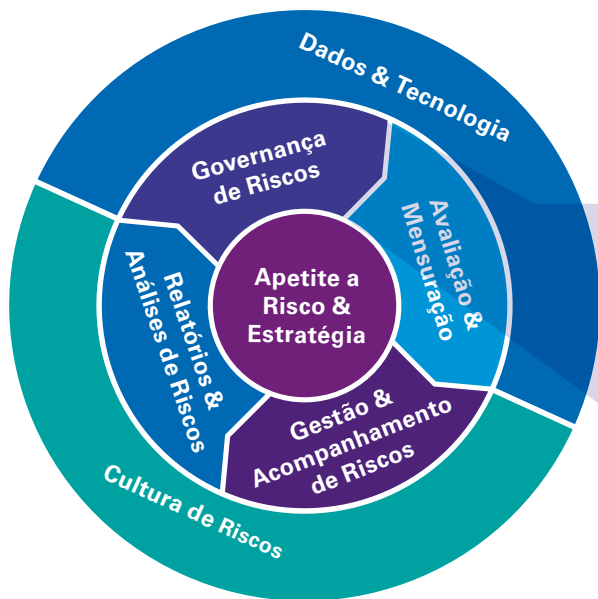 Dados & Tecnologia
Governança
de Riscos
Avaliação &
Mensuração
Apetite a
Risco &
Estratégia
Relatórios &
Análises de Riscos
Gestão &
Acompanhamento
de Riscos
Cultura de Riscos